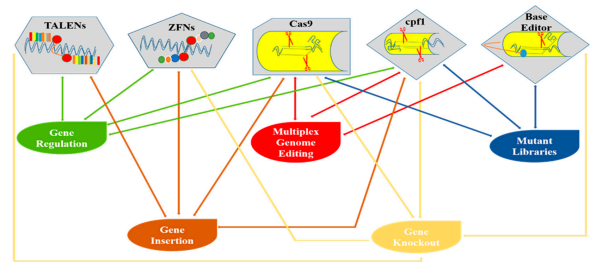 TALENs
ZFNs
Cas9
cpf1
Base
Editor
Gene
Regulation
Multiplex
Genome
Editing
Mutant
Libraries
Gene
Insertion
Gene
Knockout